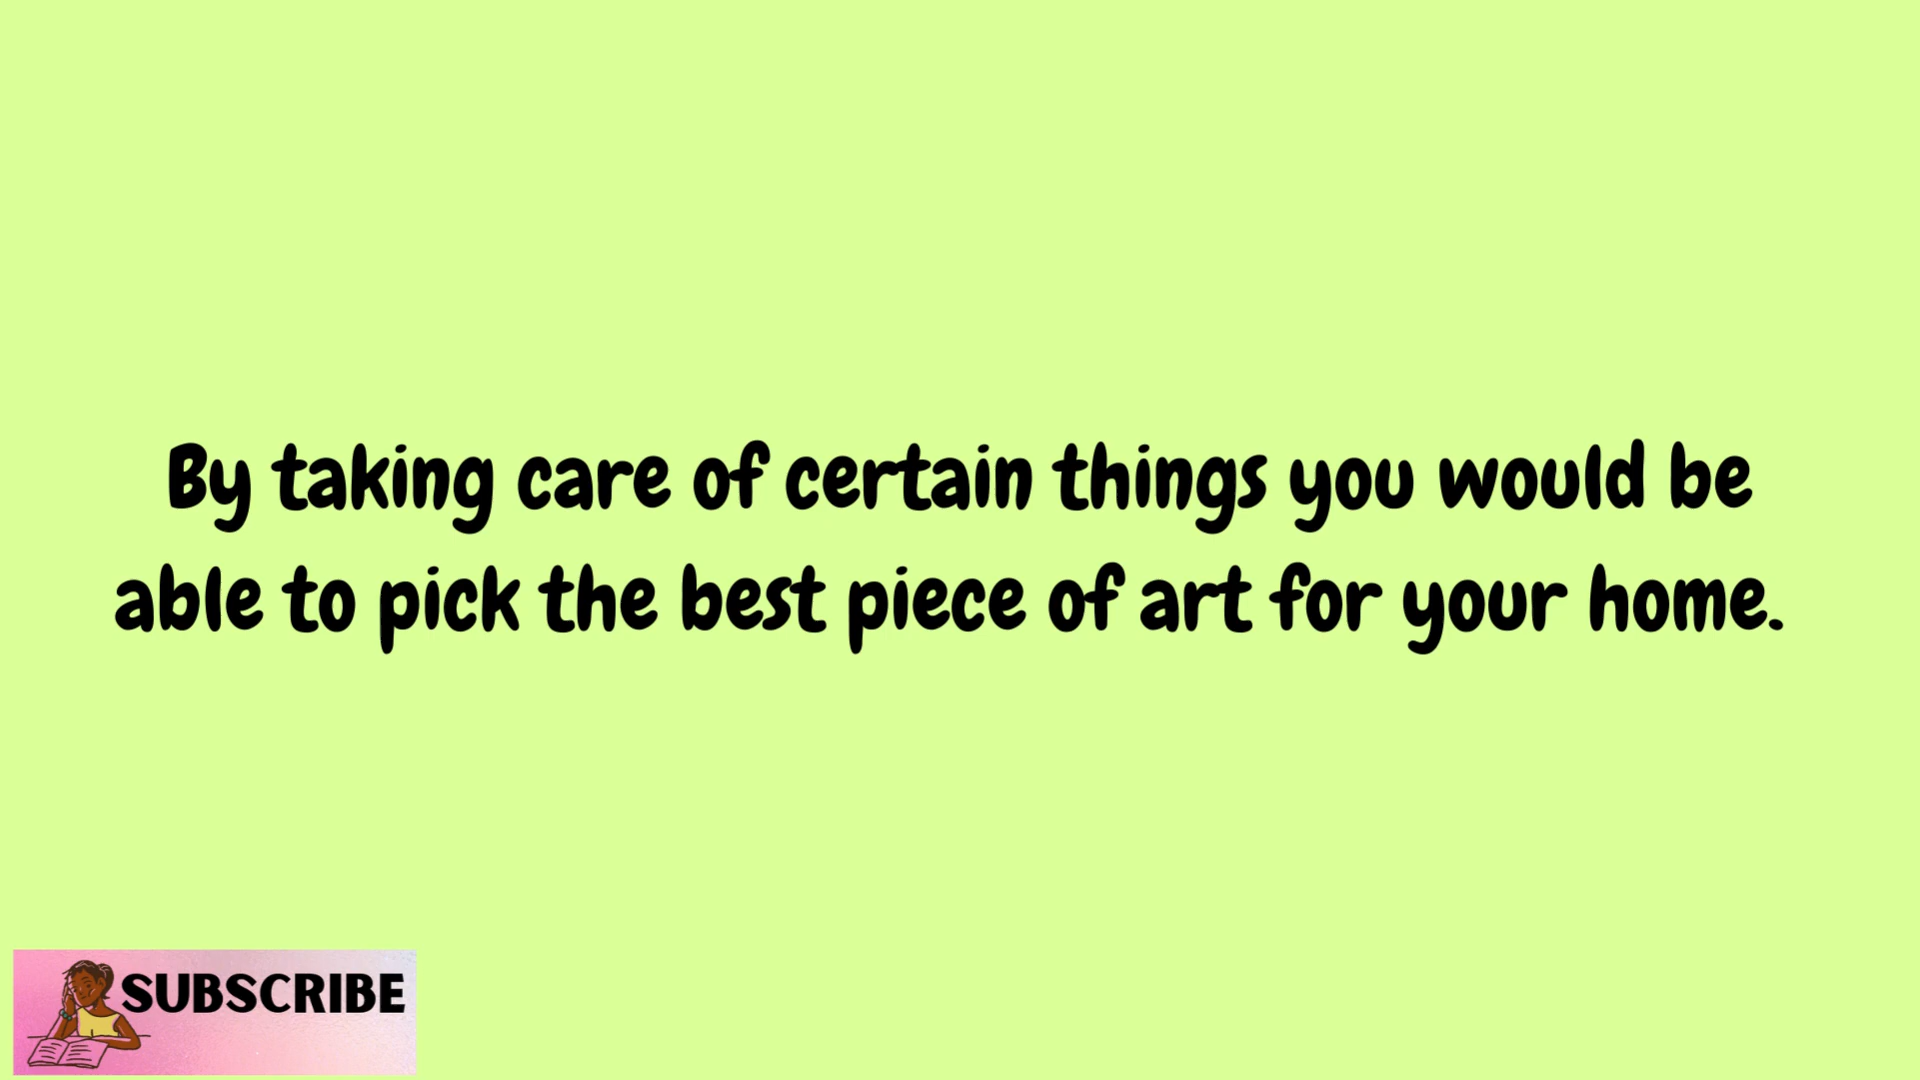 By taking care of certain things you would be
able to pick the best piece of art for your home.
SUBSCRIBE